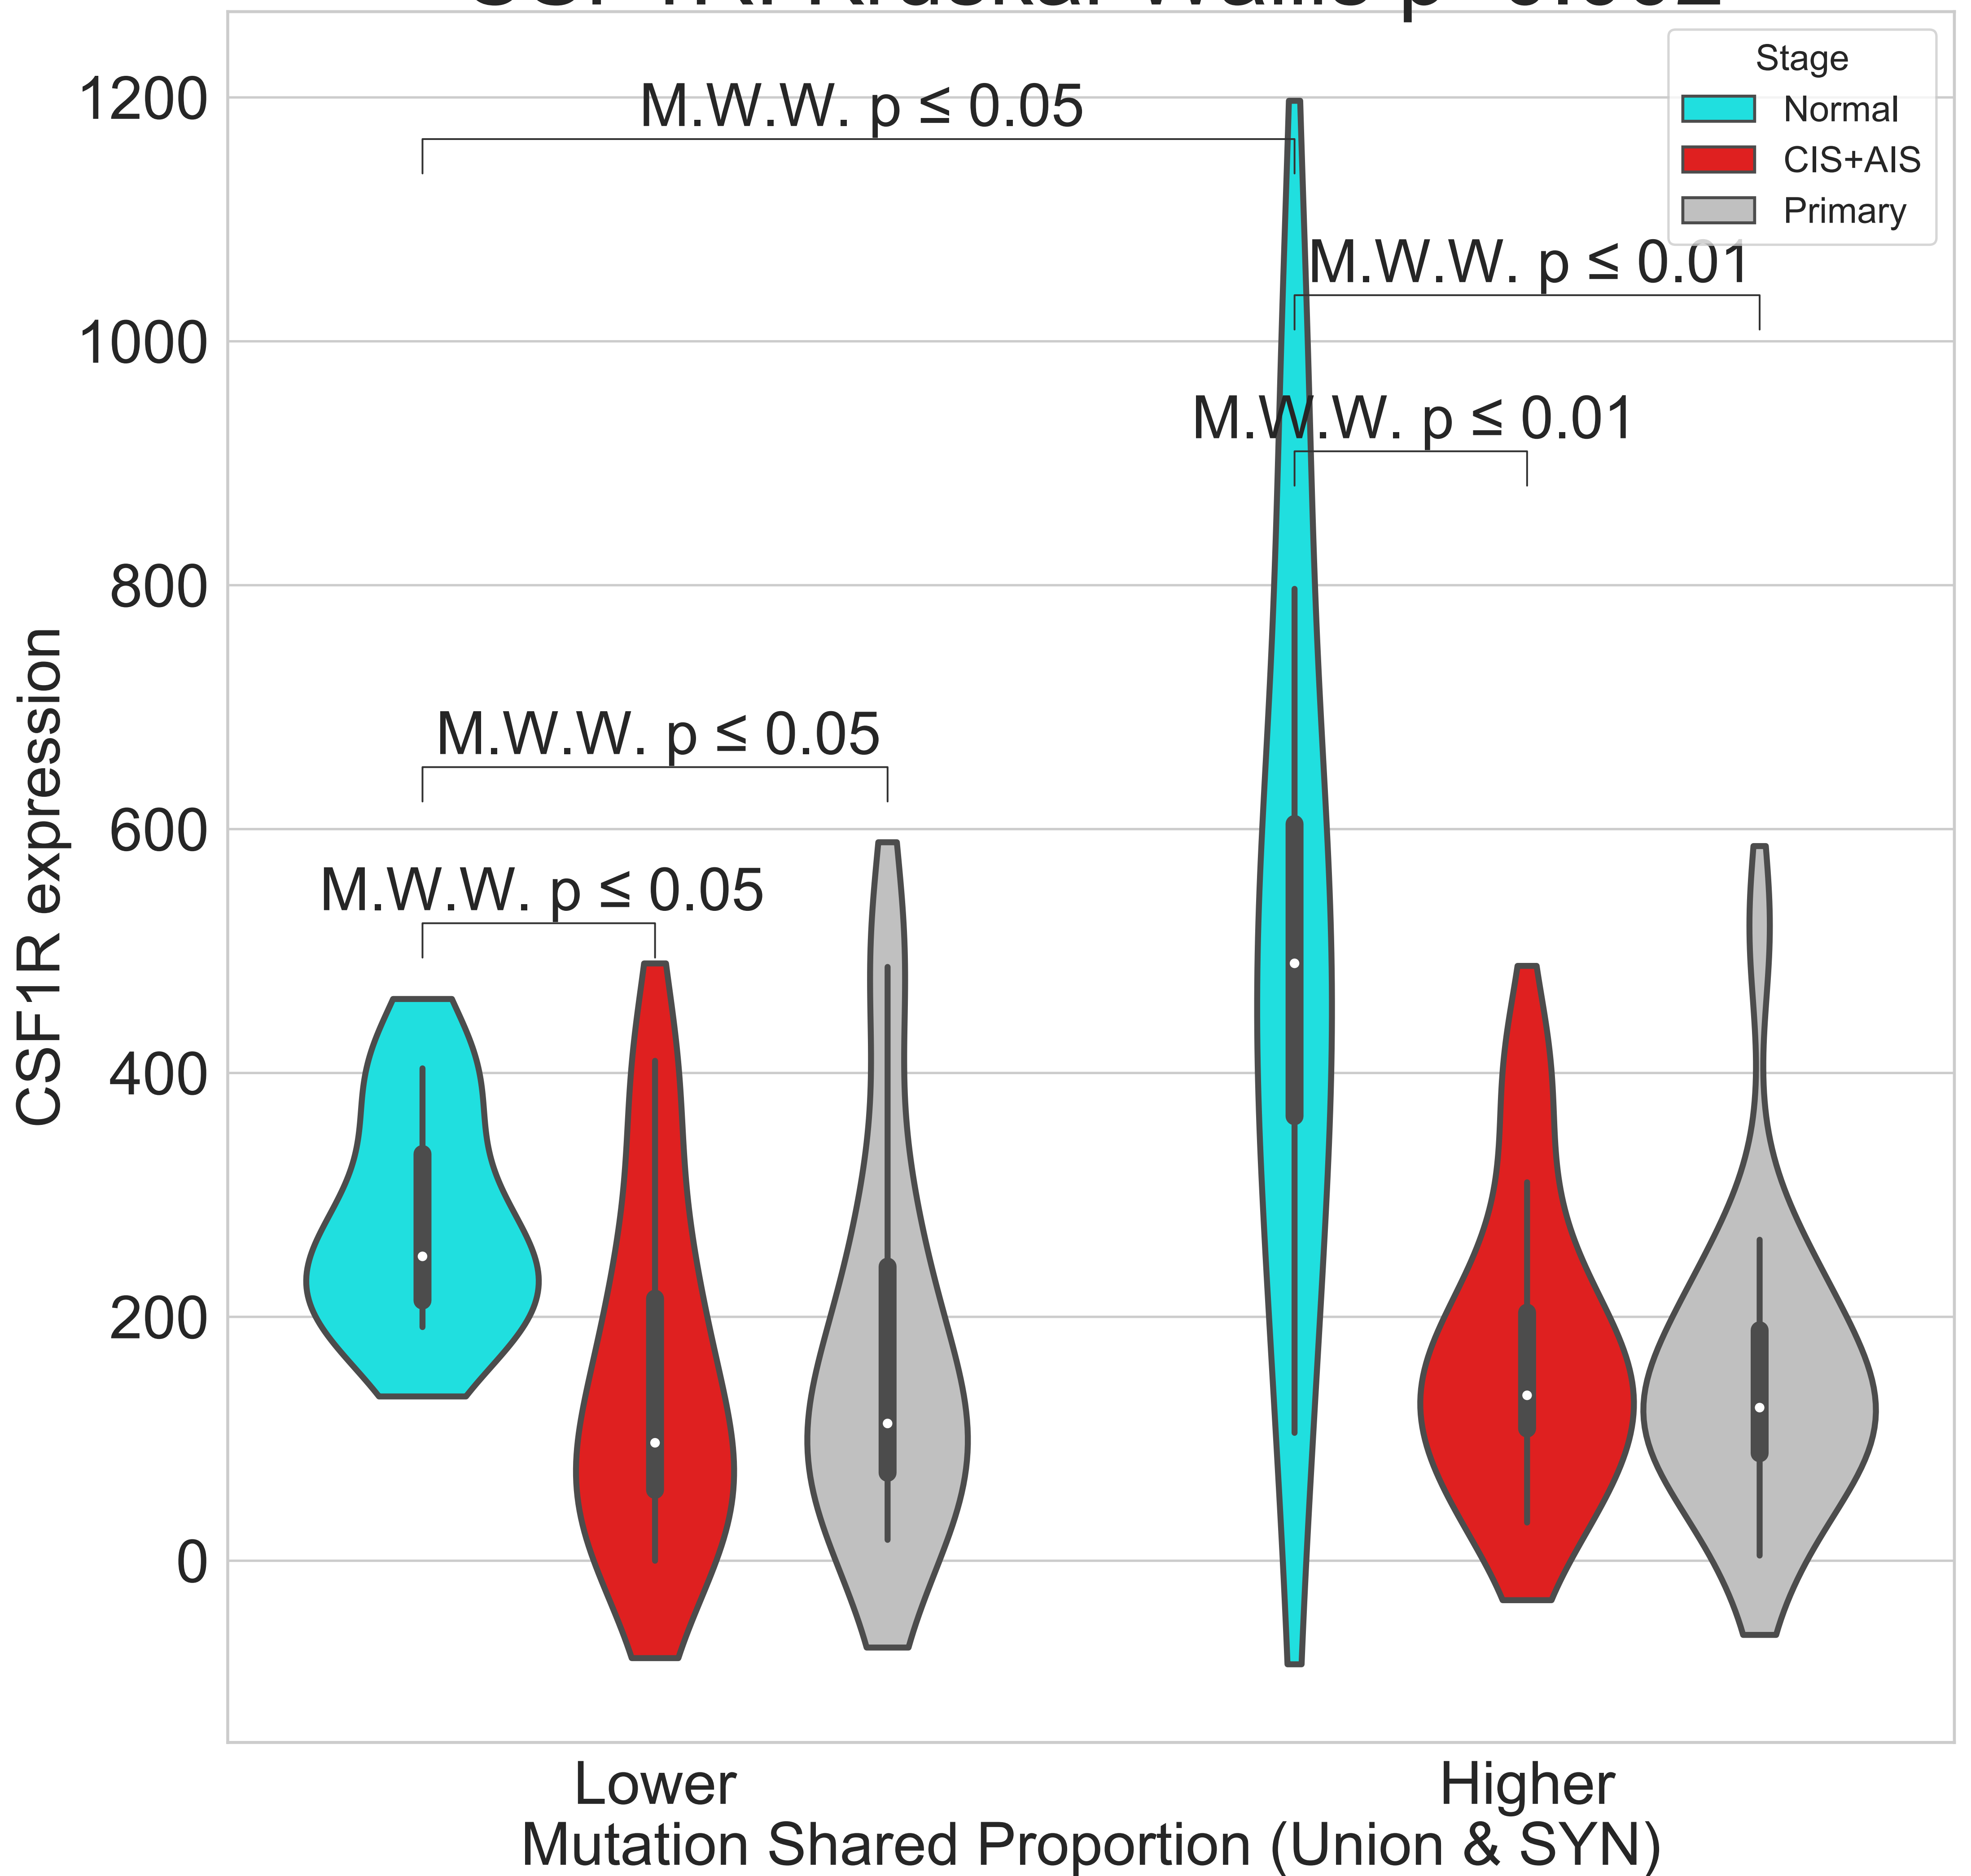 Stage
Normal
CIS+AIS
Primary
1200
1000
800
600
400
200
0
CSF1R expression
M.W.W. p ≤ 0.05
M.W.W. p ≤ 0.01
M.W.W. p ≤ 0.01
M.W.W. p ≤ 0.05
M.W.W. p ≤ 0.05
Lower
Higher
Mutation Shared Proportion (Union & SYN)